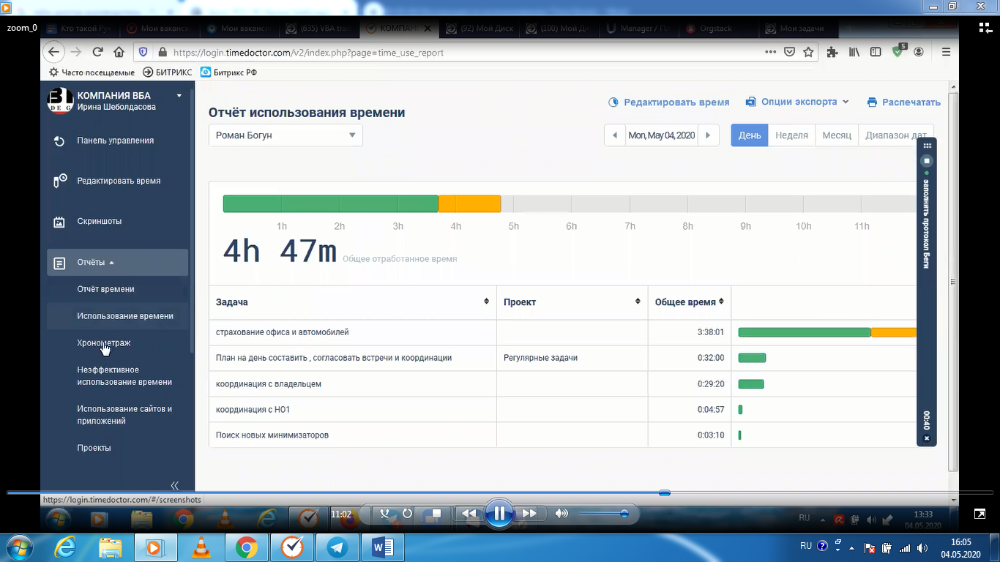 zoom_0
Кто такой Рук
Мои ваканс
Мои ваканси
(635) VBA tra
КОМПАНИ
(92) Мой Диск
(100) Мой Ди
Manager / П
Orgstack
Мои задачи
https://login.timedoctor.com/v2/index.php?page=time_use_report
5
Часто посещаемые
БИТРИКС
Битрикс РФ
КОМПАНИЯ ВБА
Ирина Шеболдасова
Панель управления
Редактировать время
Скриншоты
Отчёты
Отчёт времени
Использование времени
Хронометраж
Неэффективное
использование времени
Использование сайтов и
приложений
Проекты
Отчёт использования времени
Редактировать время
Опции экспорта
Распечатать
Роман Богун
Mon, May 04, 2020
День
Неделя
Месяц
Диапазон дат
1h 2h 3h 4h 5h 6h 7h 8h 9h 10h 11h
4h 47m Общее отработанное время
Задача Проект Общее время
страхование офиса и автомобилей 3:38:01
План на день составить , согласовать встречи и координации Регулярные задачи 0:32:00
координация с владельцем 0:29:20
координация с НО1 0:04:57
Поиск новых минимизаторов 0:03:10
заполнить протокол Беги
00:40
https://login.timedoctor.com/#/screenshots
11:02
RU
13:33
04.05.2020
RU
16:05
04.05.2020